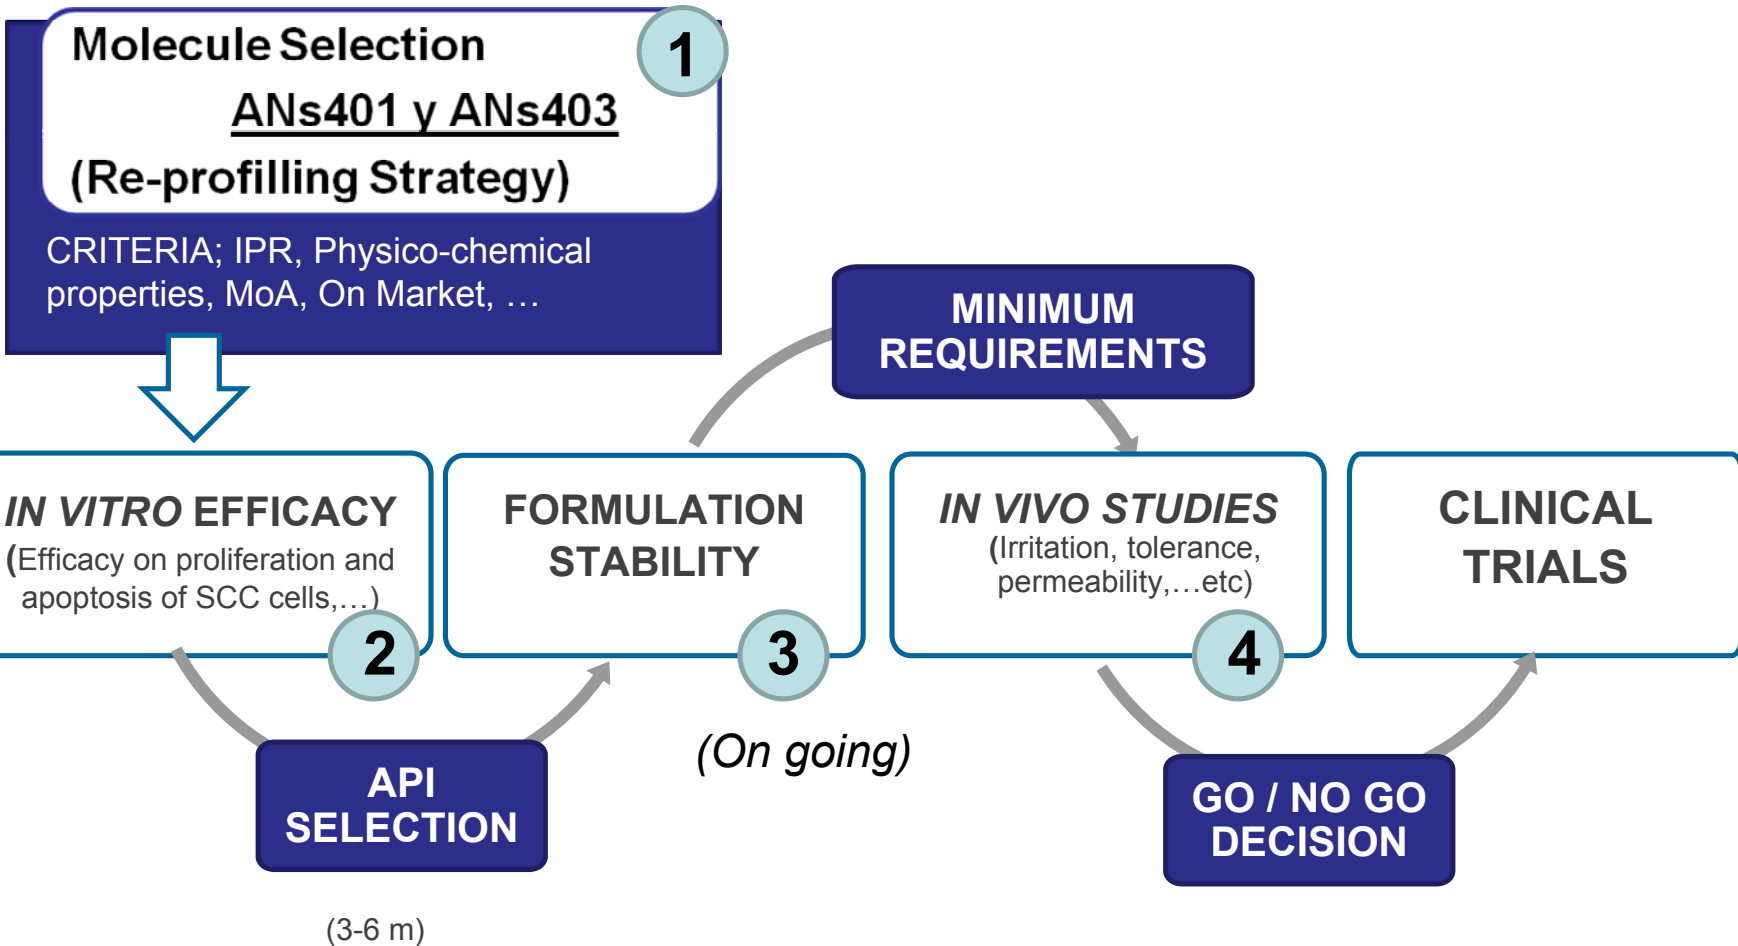 Molecule Selection
1
ANs401 y ANs403
(Re-profilling Strategy)
CRITERIA; IPR, Physico-chemical
properties, MoA, On Market, …
MINIMUM
REQUIREMENTS
IN VITRO EFFICACY
(Efficacy on proliferation and
apoptosis of SCC cells,…)
2
FORMULATION
STABILITY
3
IN VIVO STUDIES
(Irritation, tolerance,
permeability,…etc)
4
CLINICAL
TRIALS
(On going)
API
SELECTION
GO / NO GO
DECISION
(3-6 m)